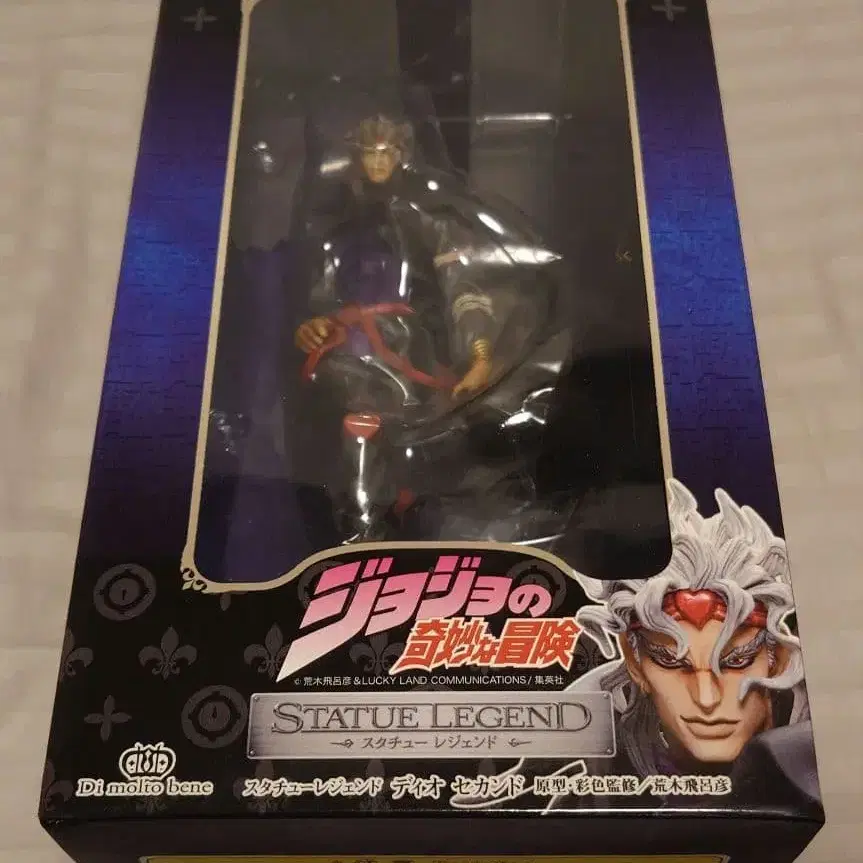 ジョジョの
奇妙な冒険
© 荒木飛呂彦&LUCKY LAND COMMUNICATIONS/集英社
STATUE LEGEND
スタチュー レジェンド
Di molto bene
スタチューレジェンド ディオ セカンド 原型・彩色監修/荒木飛呂彦